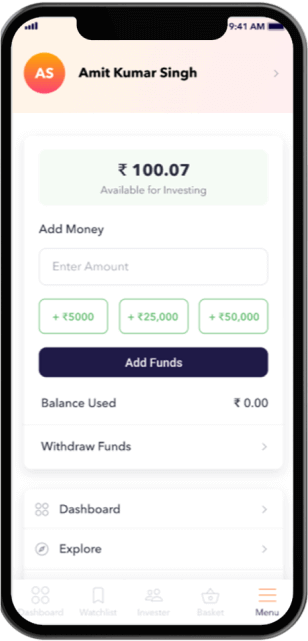 9:41 AM
AS
Amit Kumar Singh
₹ 100.07
Available for Investing
Add Money
Enter Amount
+ ₹5000
+ ₹25,000
+ ₹50,000
Add Funds
Balance Used
₹ 0.00
Withdraw Funds
Dashboard
Explore
Dashboard
Watchlist
Investor
Basket
Menu